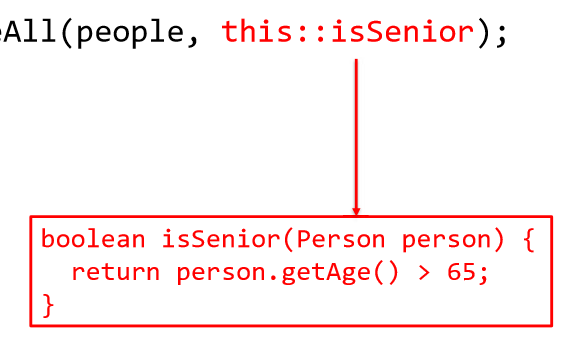 eAll(people, this::isSenior);
boolean isSenior(Person person) {
  return person.getAge() > 65;
}